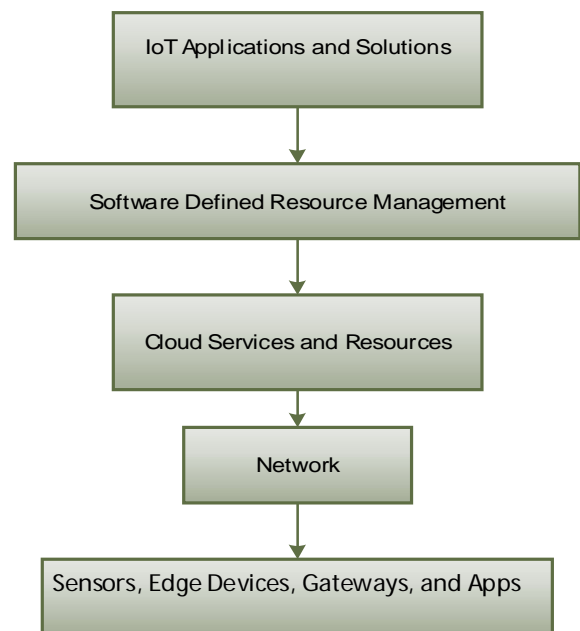 IoT Applications and Solutions
Software Defined Resource Management
Cloud Services and Resources
Network
Sensors, Edge Devices, Gateways, and Apps